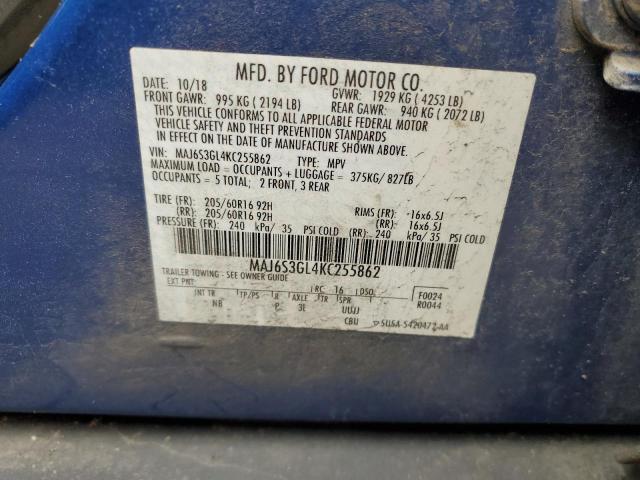 MFD. BY FORD MOTOR CO.
DATE: 10/18 GVWR: 1929 KG ( 4253 LB)
FRONT GAWR: 995 KG ( 2194 LB) REAR GAWR: 940 KG ( 2072 LB)
THIS VEHICLE CONFORMS TO ALL APPLICABLE FEDERAL MOTOR
VEHICLE SAFETY AND THEFT PREVENTION STANDARDS
IN EFFECT ON THE DATE OF MANUFACTURE SHOWN ABOVE.
VIN: MAJ6S3GL4KC255862 TYPE: MPV
MAXIMUM LOAD = OCCUPANTS + LUGGAGE = 375KG/ 827LB
OCCUPANTS = 5 TOTAL; 2 FRONT, 3 REAR
TIRE (FR): 205/60R16 92H RIMS (FR): -16x6.5J
(RR): 205/60R16 92H (RR): 16x6.5J
PRESSURE (FR): 240 kPa/ 35 PSI COLD (RR): 240 kPa/ 35 PSI COLD
MAJ6S3GL4KC255862
TRAILER TOWING - SEE OWNER GUIDE
EXT PNT: RC: 16 DSO: F0024
R0044
INT TR TP/PS R AXLE TR SPR
NB P 3E UUJJ
CBU